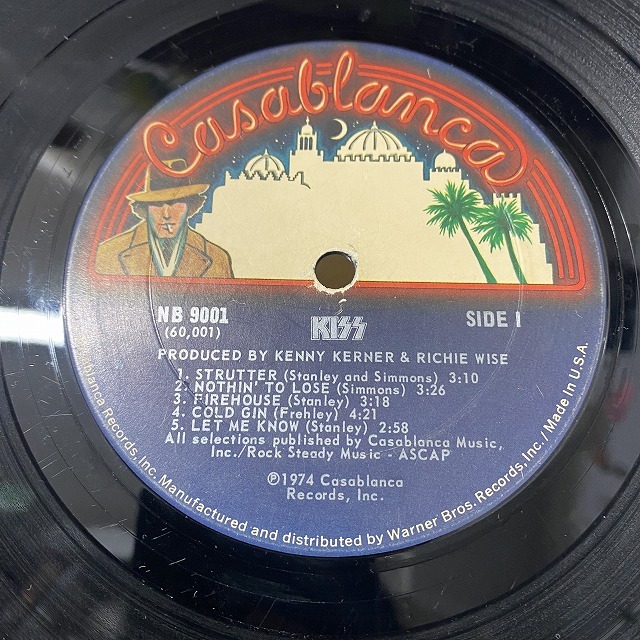 Casablanca
NB 9001
(60,001)
KISS
SIDE 1
PRODUCED BY KENNY KERNER & RICHIE WISE
1. STRUTTER (Stanley and Simmons) 3:10
2. NOTHIN' TO LOSE (Simmons) 3:26
3. FIREHOUSE (Stanley) 3:18
4. COLD GIN (Frehley) 4:21
5. LET ME KNOW (Stanley) 2:58
All selections published by Casablanca Music,
Inc./Rock Steady Music - ASCAP
℗1974 Casablanca
Records, Inc.
Casablanca Records, Inc. Manufactured and distributed by Warner Bros. Records, Inc./Made in U.S.A.